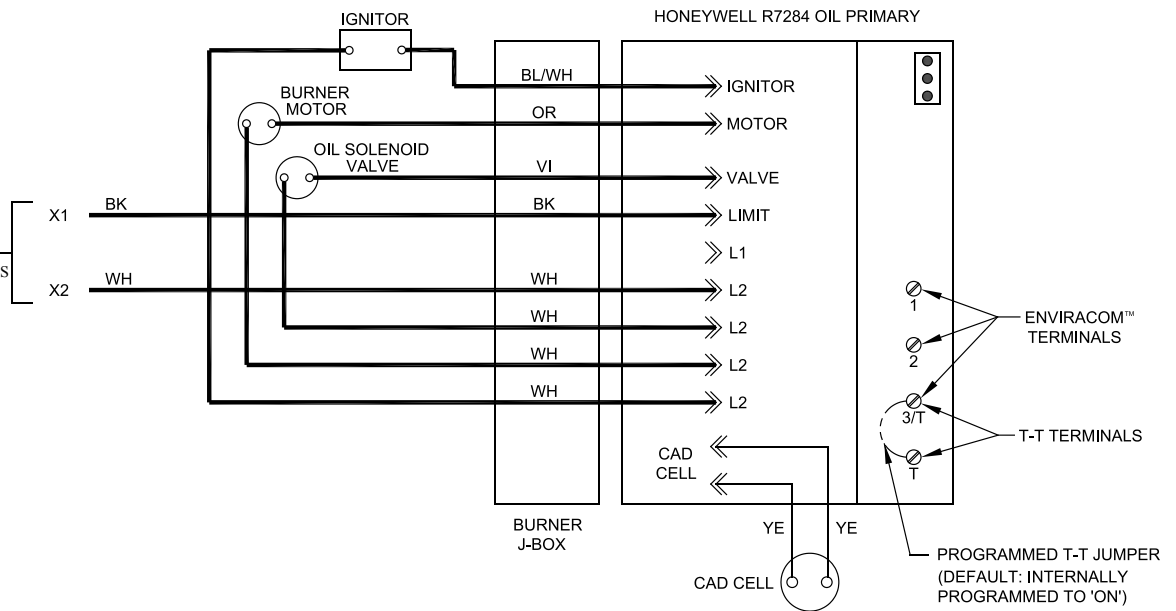 HONEYWELL R7284 OIL PRIMARY
IGNITOR
BL/WH
IGNITOR
BURNER
MOTOR
OR
MOTOR
OIL SOLENOID
VALVE
VI
VALVE
X1
BK
BK
LIMIT
L1
S
X2
WH
WH
L2
WH
L2
WH
L2
WH
L2
1
2
3/T
T
ENVIRACOM™
TERMINALS
T-T TERMINALS
CAD
CELL
YE
YE
BURNER
J-BOX
CAD CELL
PROGRAMMED T-T JUMPER
(DEFAULT: INTERNALLY
PROGRAMMED TO 'ON')